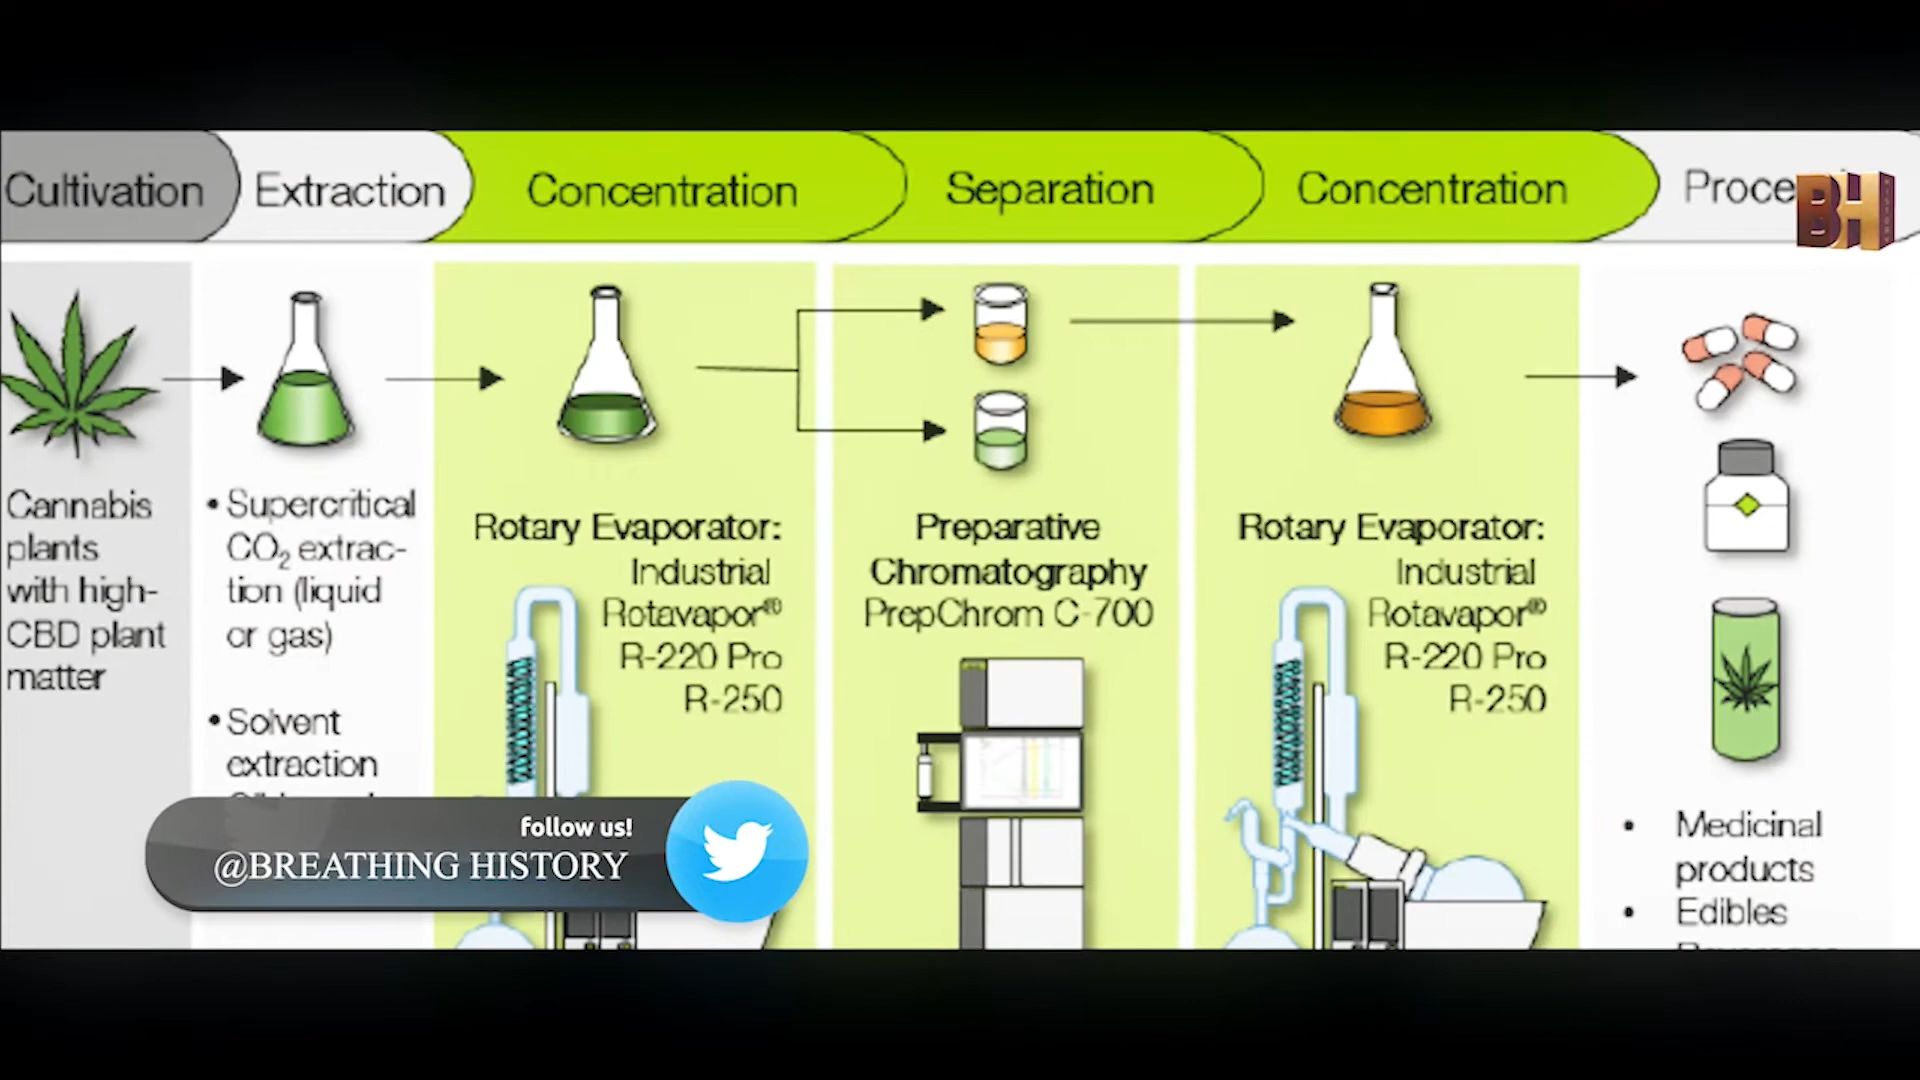 Cultivation
Extraction
Concentration
Separation
Concentration
BH
Cannabis
plants
with high-
CBD plant
matter
• Supercritical
CO₂ extrac-
tion (liquid
or gas)
• Solvent
extraction
Rotary Evaporator:
Industrial
Rotavapor®
R-220 Pro
R-250
Preparative
Chromatography
PrepChrom C-700
Rotary Evaporator:
Industrial
Rotavapor®
R-220 Pro
R-250
• Medicinal
products
• Edibles
follow us!
@BREATHING HISTORY